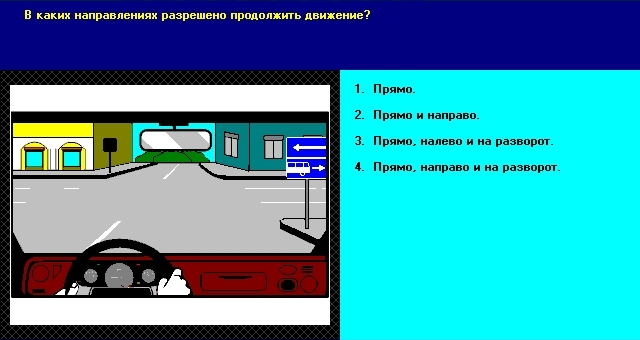 В каких направлениях разрешено продолжить движение?
1. Прямо.
2. Прямо и направо.
3. Прямо, налево и на разворот.
4. Прямо, направо и на разворот.